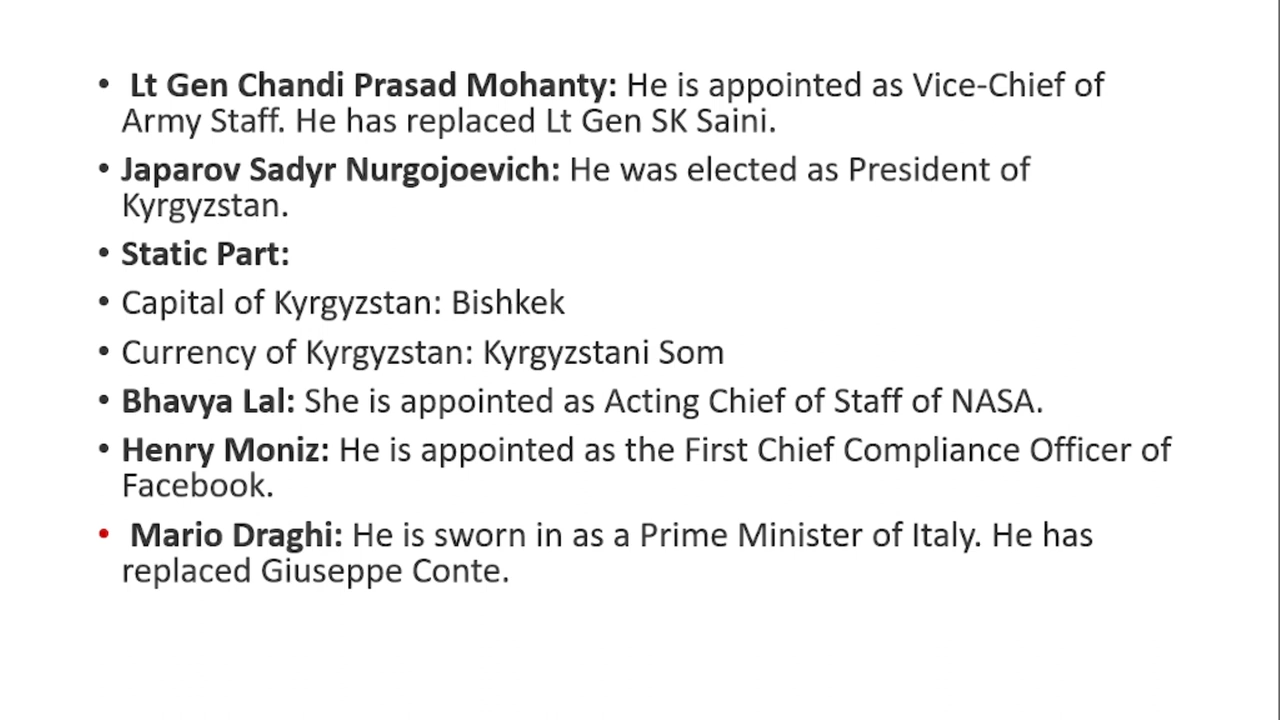 • Lt Gen Chandi Prasad Mohanty: He is appointed as Vice-Chief of
Army Staff. He has replaced Lt Gen SK Saini.
• Japarov Sadyr Nurgojoevich: He was elected as President of
Kyrgyzstan.
• Static Part:
• Capital of Kyrgyzstan: Bishkek
• Currency of Kyrgyzstan: Kyrgyzstani Som
• Bhavya Lal: She is appointed as Acting Chief of Staff of NASA.
• Henry Moniz: He is appointed as the First Chief Compliance Officer of
Facebook.
• Mario Draghi: He is sworn in as a Prime Minister of Italy. He has
replaced Giuseppe Conte.